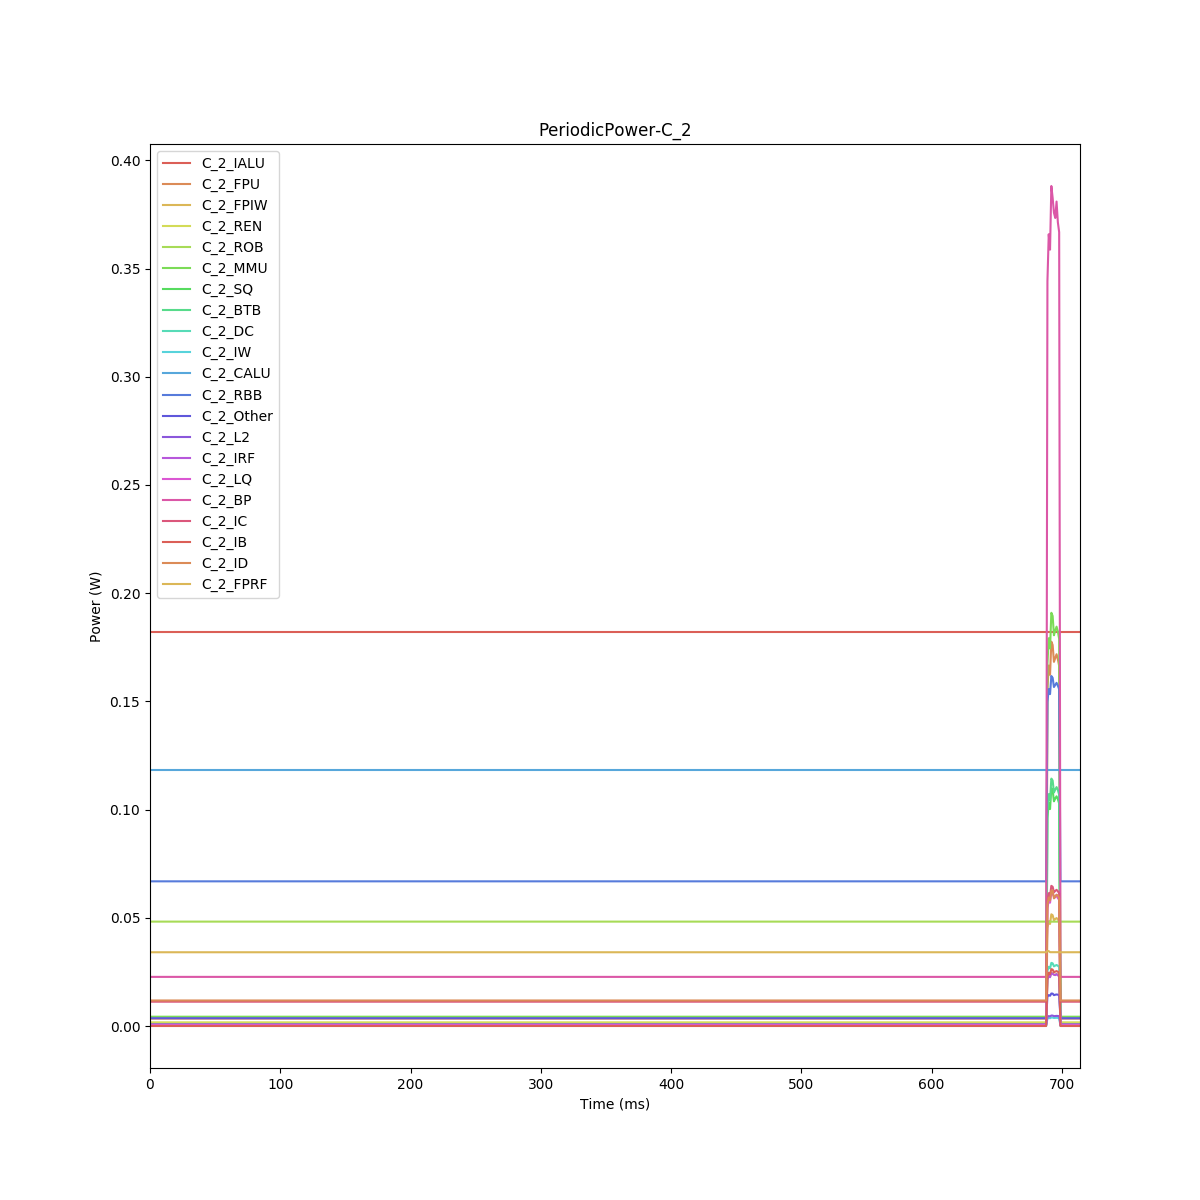 PeriodicPower-C_2
0.40
0.35
0.30
0.25
0.20
0.15
0.10
0.05
0.00
Power (W)
C_2_IALU
C_2_FPU
C_2_FPIW
C_2_REN
C_2_ROB
C_2_MMU
C_2_SQ
C_2_BTB
C_2_DC
C_2_IW
C_2_CALU
C_2_RBB
C_2_Other
C_2_L2
C_2_IRF
C_2_LQ
C_2_BP
C_2_IC
C_2_IB
C_2_ID
C_2_FPRF
0 100 200 300 400 500 600 700
Time (ms)